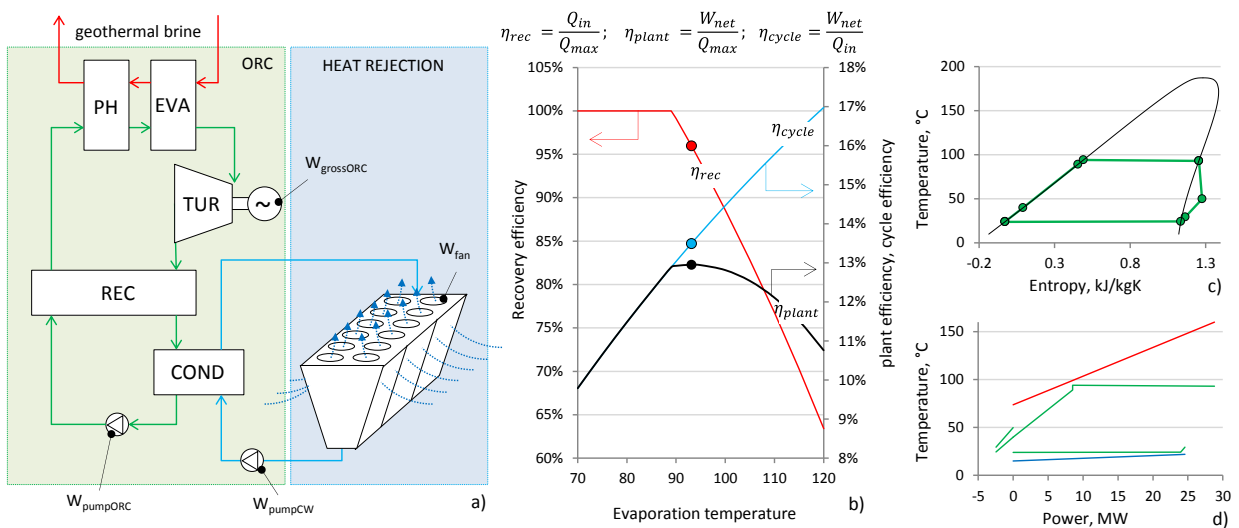 geothermal brine
ORC
HEAT REJECTION
PH
EVA
W_grossORC
TUR
~
W_fan
REC
COND
W_pumpORC
W_pumpCW
a)
η_rec = Q_in / Q_max ; η_plant = W_net / Q_max ; η_cycle = W_net / Q_in
105%
100%
95%
90%
85%
80%
75%
70%
65%
60%
Recovery efficiency
18%
17%
16%
15%
14%
13%
12%
11%
10%
9%
8%
plant efficiency, cycle efficiency
η_cycle
η_rec
η_plant
70 80 90 100 110 120
Evaporation temperature
b)
200
150
100
50
0
Temperature, °C
-0.2 0.3 0.8 1.3
Entropy, kJ/kgK
c)
150
100
50
0
Temperature, °C
-5 0 5 10 15 20 25 30
Power, MW
d)